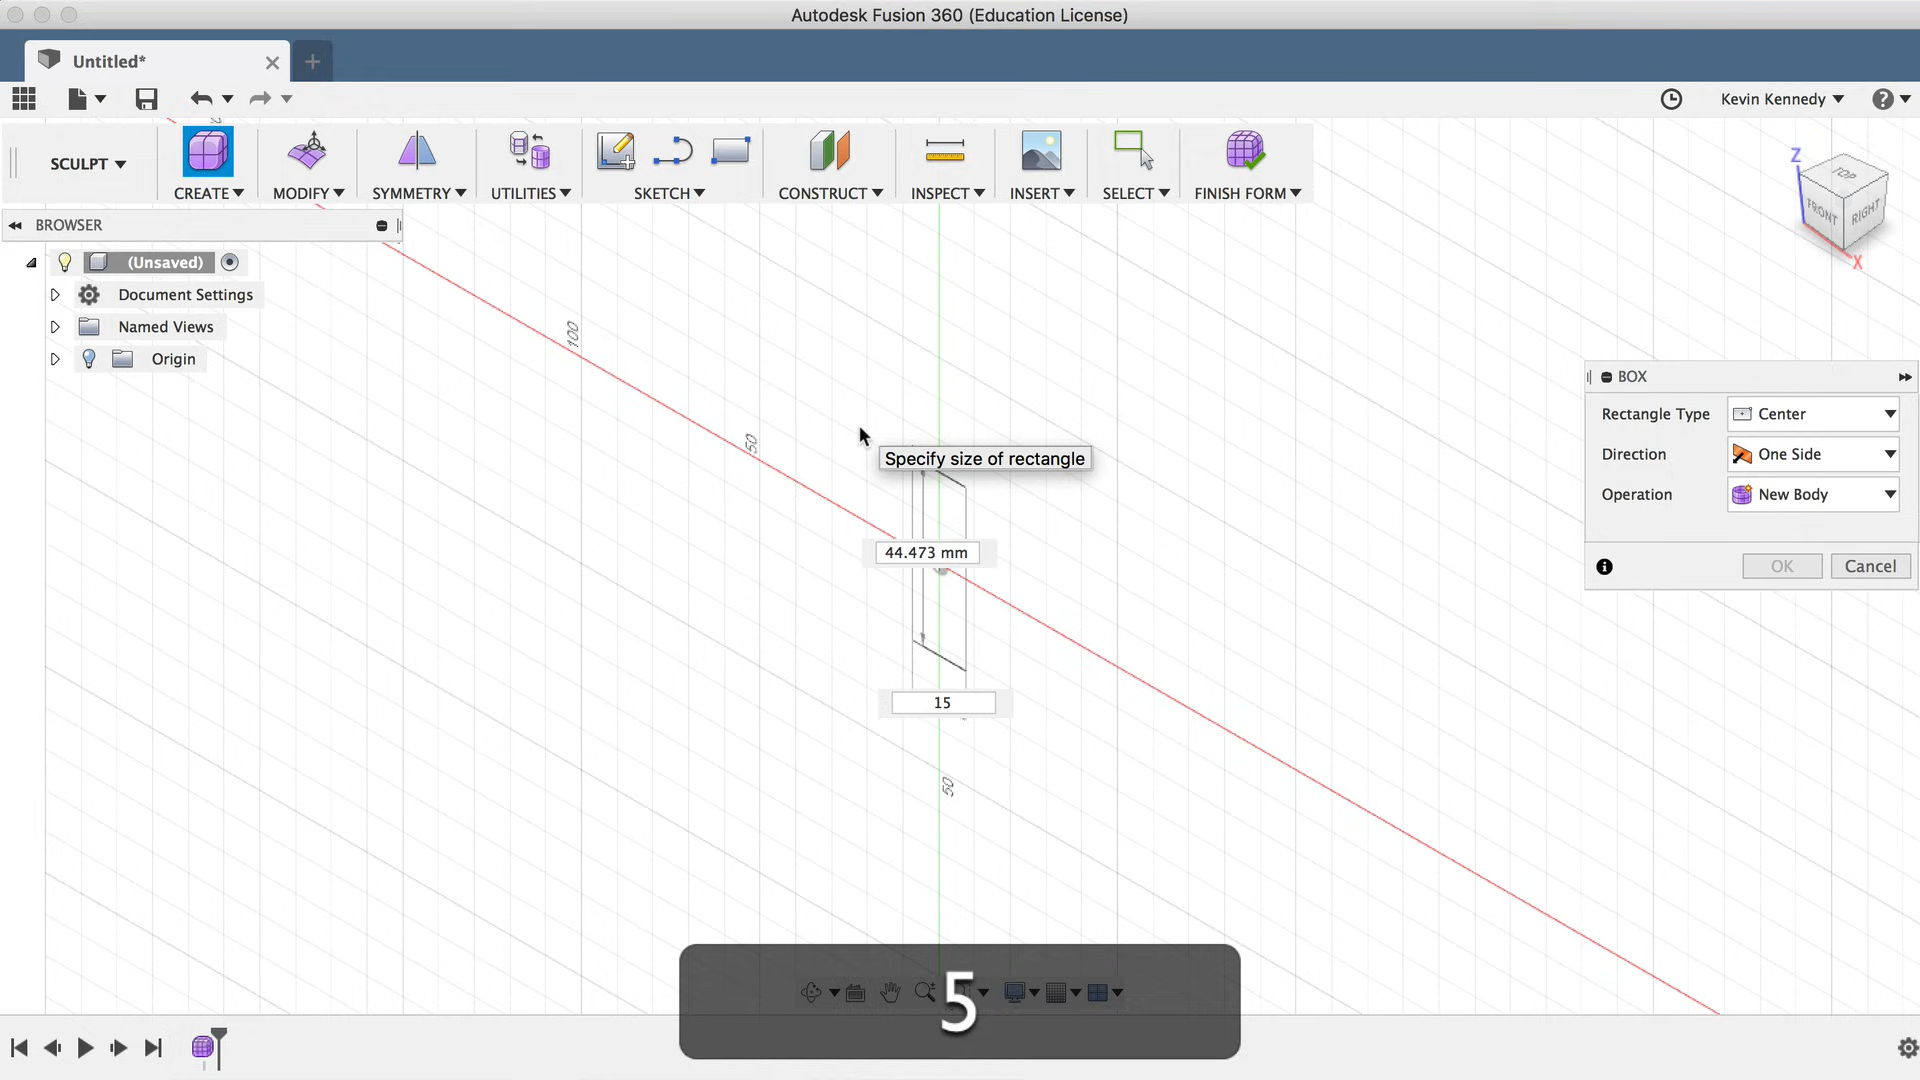 Autodesk Fusion 360 (Education License)
Untitled*
Kevin Kennedy
SCULPT
CREATE
MODIFY
SYMMETRY
UTILITIES
SKETCH
CONSTRUCT
INSPECT
INSERT
SELECT
FINISH FORM
Z
TOP
FRONT
RIGHT
X
BROWSER
(Unsaved)
Document Settings
Named Views
Origin
100
50
Specify size of rectangle
44.473 mm
15
50
BOX
Rectangle Type Center
Direction One Side
Operation New Body
OK Cancel
5